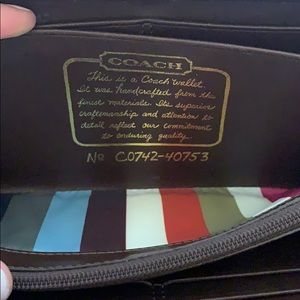 COACH
This is a Coach wallet.
It was handcrafted from the
finest materials. Its superior
craftsmanship and attention to
detail reflect our commitment
to enduring quality.
No C0742-40753